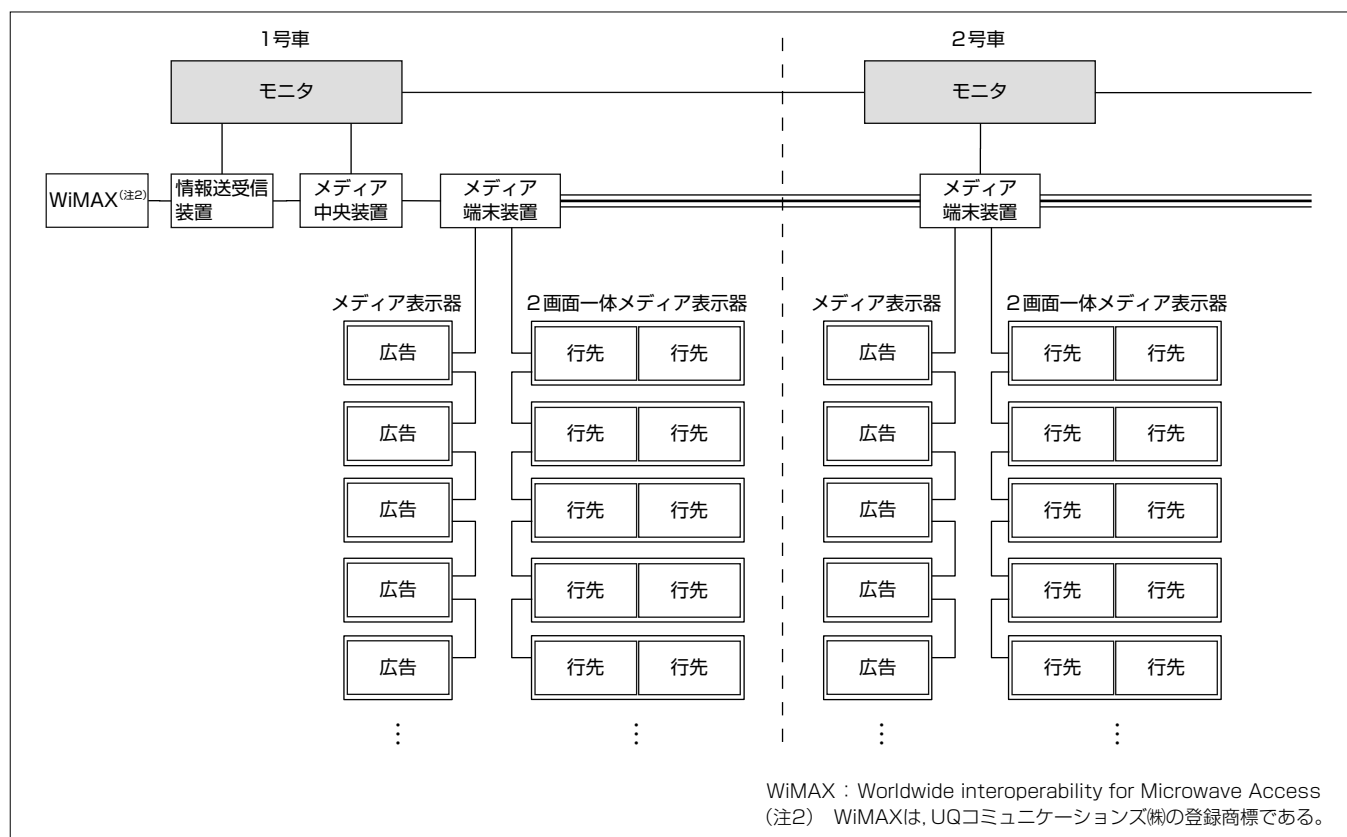 1号車
2号車
モニタ
モニタ
WiMAX(注2)
情報送受信
装置
メディア
中央装置
メディア
端末装置
メディア
端末装置
メディア表示器
2画面一体メディア表示器
メディア表示器
2画面一体メディア表示器
広告
行先
行先
広告
行先
行先
広告
行先
行先
広告
行先
行先
広告
行先
行先
広告
行先
行先
広告
行先
行先
広告
行先
行先
広告
行先
行先
広告
行先
行先
⋮
⋮
⋮
⋮
WiMAX：Worldwide interoperability for Microwave Access
(注2) WiMAXは，UQコミュニケーションズ㈱の登録商標である。